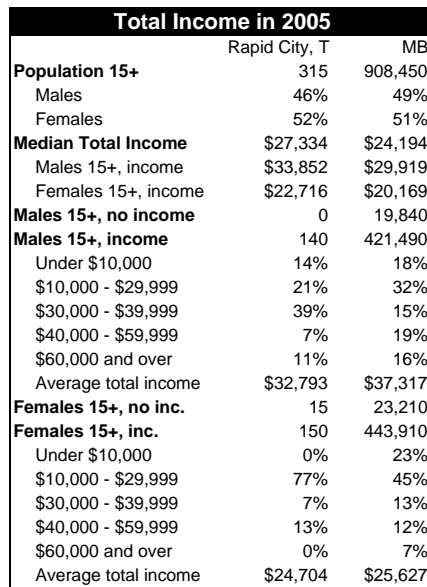 Total Income in 2005
Rapid City, T MB
Population 15+ 315 908,450
Males 46% 49%
Females 52% 51%
Median Total Income $27,334 $24,194
Males 15+, income $33,852 $29,919
Females 15+, income $22,716 $20,169
Males 15+, no income 0 19,840
Males 15+, income 140 421,490
Under $10,000 14% 18%
$10,000 - $29,999 21% 32%
$30,000 - $39,999 39% 15%
$40,000 - $59,999 7% 19%
$60,000 and over 11% 16%
Average total income $32,793 $37,317
Females 15+, no inc. 15 23,210
Females 15+, inc. 150 443,910
Under $10,000 0% 23%
$10,000 - $29,999 77% 45%
$30,000 - $39,999 7% 13%
$40,000 - $59,999 13% 12%
$60,000 and over 0% 7%
Average total income $24,704 $25,627